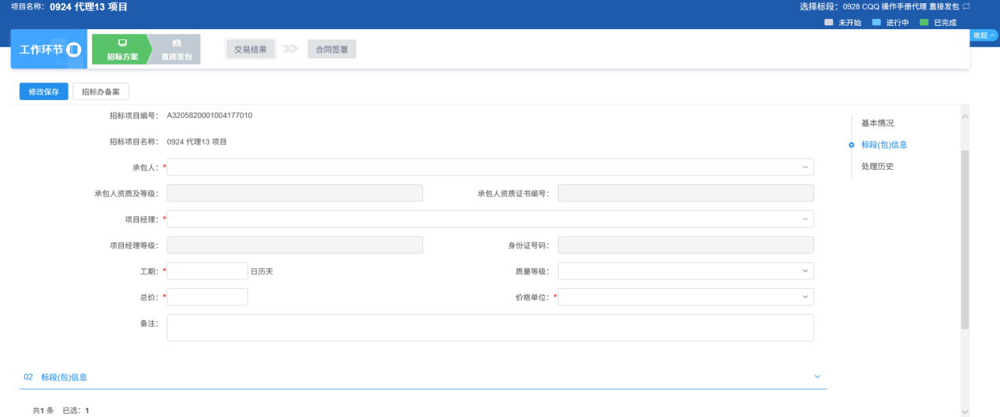 项目名称: 0924 代理13 项目
选择标段: 0928 CQQ 操作手册代理 直接发包
未开始 进行中 已完成
收起
工作环节 招标方案 直接发包 交易结果 合同签署
修改保存 招标办备案
招标项目编号: A3205820001004177010
基本情况
招标项目名称: 0924 代理13 项目
标段(包)信息
承包人: *
处理历史
承包人资质及等级: 承包人资质证书编号:
项目经理: *
项目经理等级: 身份证号码:
工期: * 日历天 质量等级:
总价: * 价格单位: *
备注:
02 标段(包)信息
共1 条 已选: 1